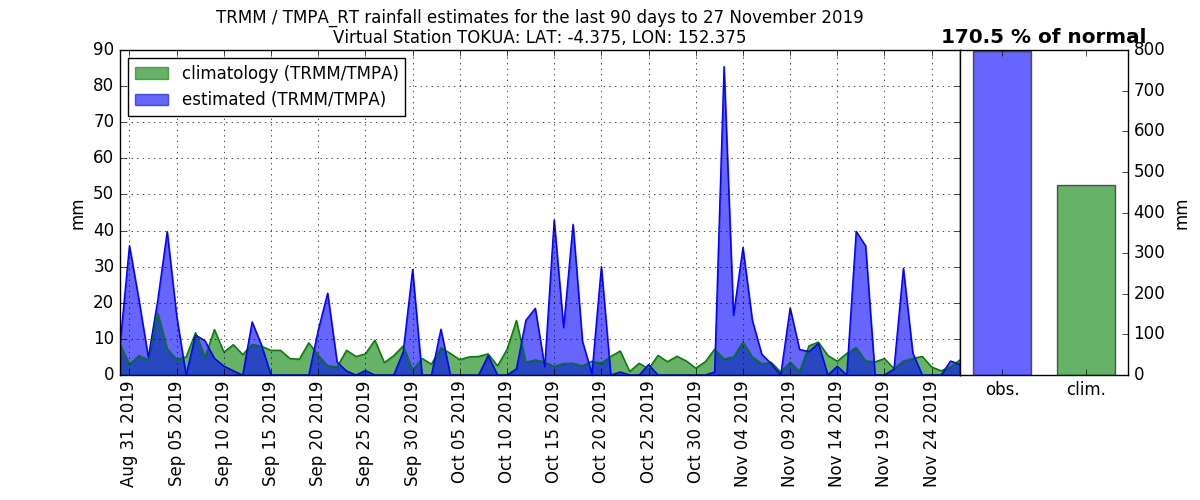 TRMM / TMPA_RT rainfall estimates for the last 90 days to 27 November 2019
Virtual Station TOKUA: LAT: -4.375, LON: 152.375
170.5 % of normal
climatology (TRMM/TMPA)
estimated (TRMM/TMPA)
mm
90
80
70
60
50
40
30
20
10
0
Aug 31 2019
Sep 05 2019
Sep 10 2019
Sep 15 2019
Sep 20 2019
Sep 25 2019
Sep 30 2019
Oct 05 2019
Oct 10 2019
Oct 15 2019
Oct 20 2019
Oct 25 2019
Oct 30 2019
Nov 04 2019
Nov 09 2019
Nov 14 2019
Nov 19 2019
Nov 24 2019
obs.
clim.
800
700
600
500
400
300
200
100
0
mm